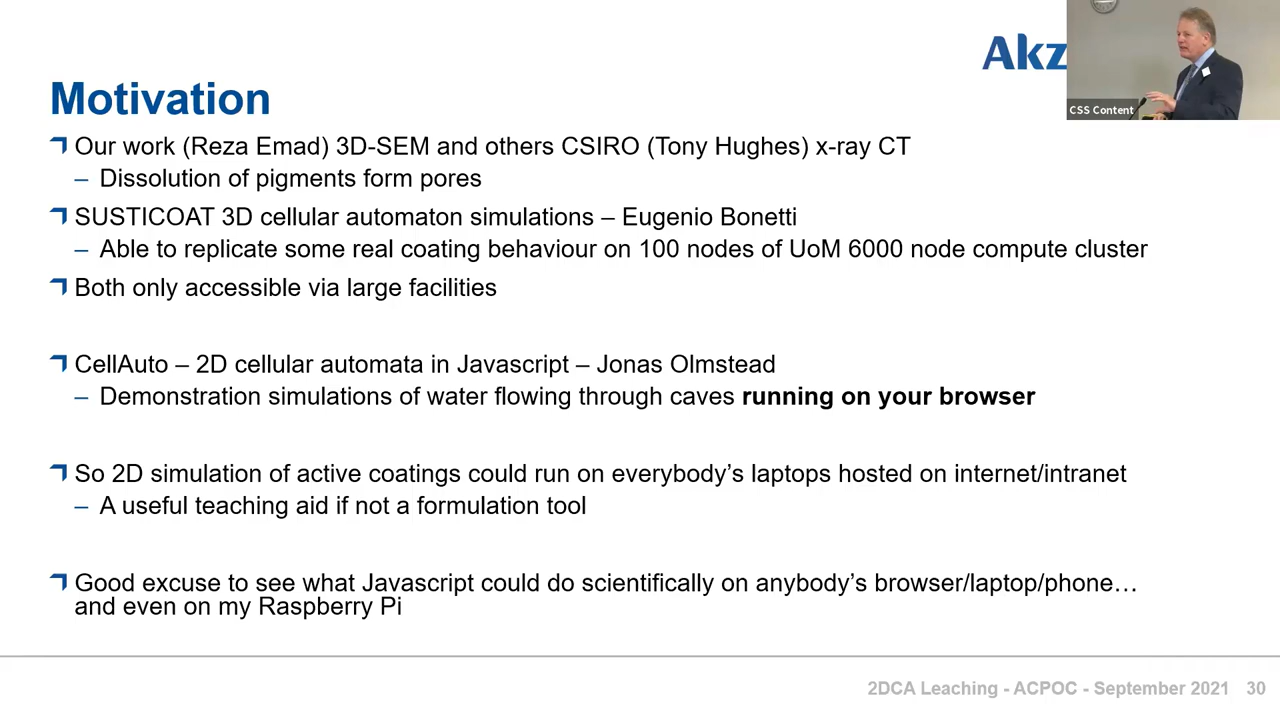 Akz
CSS Content
Motivation
Our work (Reza Emad) 3D-SEM and others CSIRO (Tony Hughes) x-ray CT
– Dissolution of pigments form pores
SUSTICOAT 3D cellular automaton simulations – Eugenio Bonetti
– Able to replicate some real coating behaviour on 100 nodes of UoM 6000 node compute cluster
Both only accessible via large facilities
CellAuto – 2D cellular automata in Javascript – Jonas Olmstead
– Demonstration simulations of water flowing through caves running on your browser
So 2D simulation of active coatings could run on everybody’s laptops hosted on internet/intranet
– A useful teaching aid if not a formulation tool
Good excuse to see what Javascript could do scientifically on anybody’s browser/laptop/phone…
and even on my Raspberry Pi
2DCA Leaching - ACPOC - September 2021 30